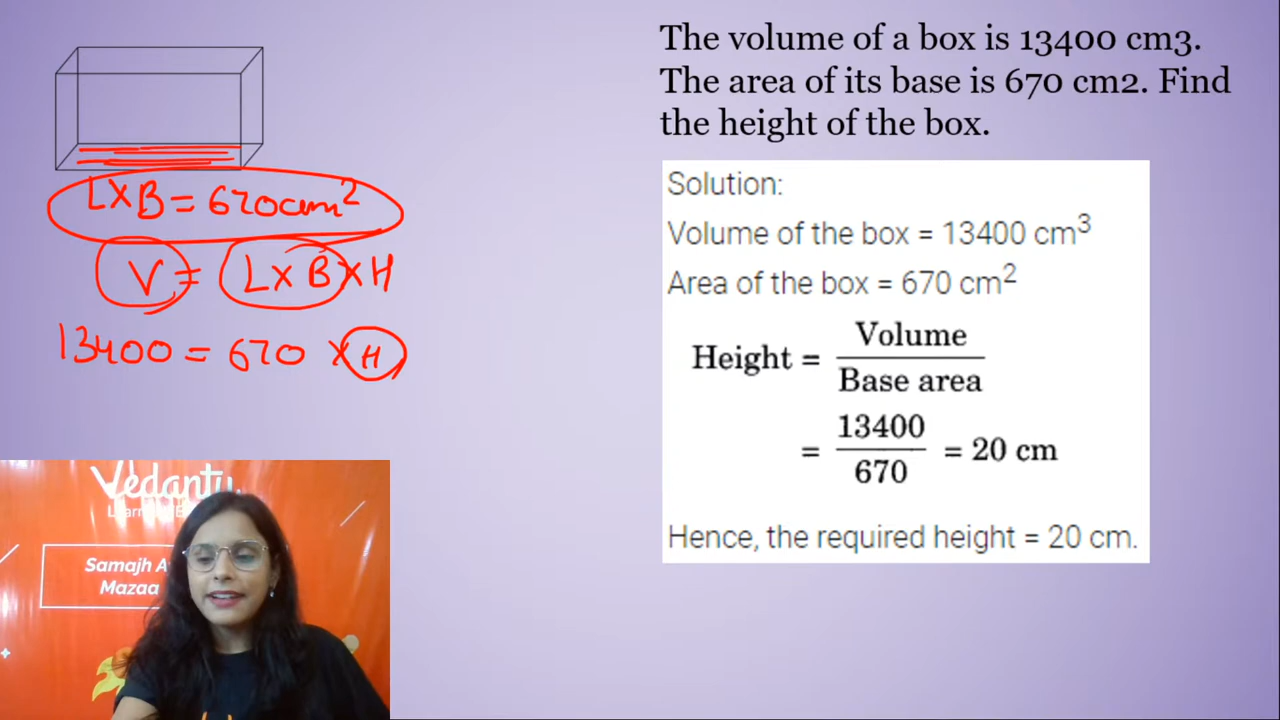 The volume of a box is 13400 cm3.
The area of its base is 670 cm2. Find
the height of the box.
L X B = 670cm²
V = L X B X H
13400 = 670 X H
Solution:
Volume of the box = 13400 cm³
Area of the box = 670 cm²
Height = Volume / Base area
= 13400 / 670 = 20 cm
Hence, the required height = 20 cm.
Vedantu
Samajh A
Mazaa